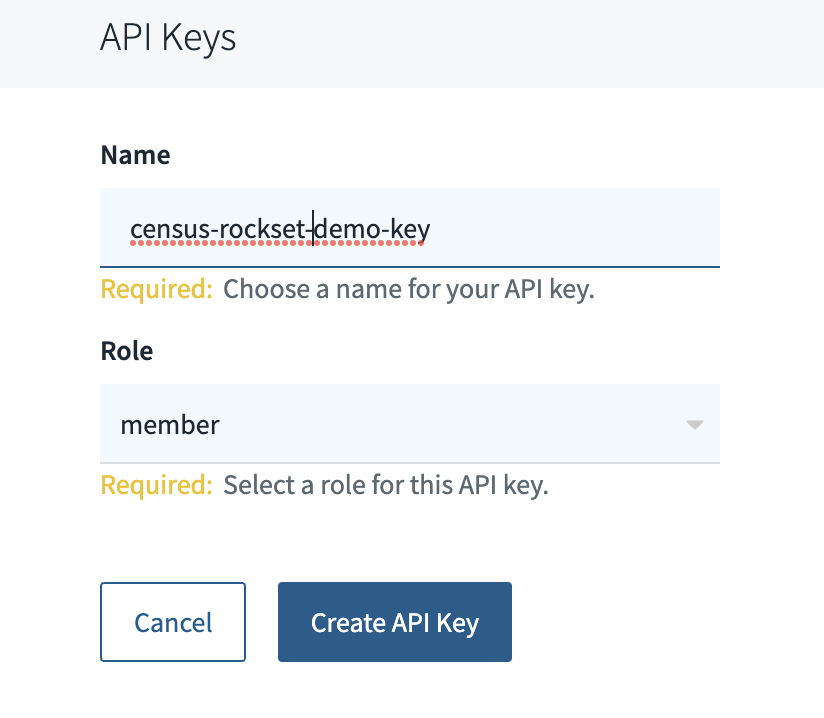 API Keys
Name
census-rockset-demo-key
Required: Choose a name for your API key.
Role
member
Required: Select a role for this API key.
Cancel Create API Key